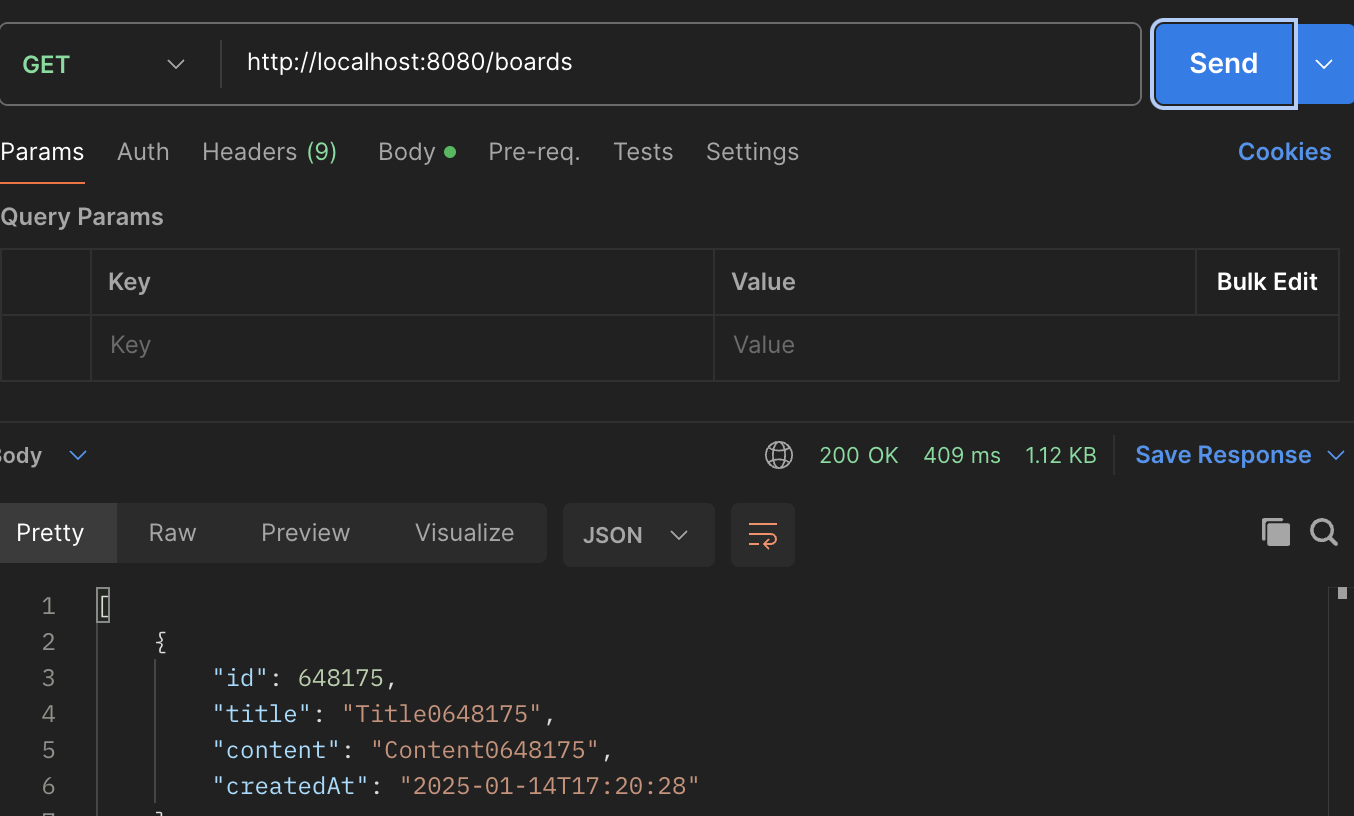 GET http://localhost:8080/boards Send
Params Auth Headers (9) Body Pre-req. Tests Settings Cookies
Query Params
Key Value Bulk Edit
Key Value
ody 200 OK 409 ms 1.12 KB Save Response
Pretty Raw Preview Visualize JSON
1 [
2 {
3 "id": 648175,
4 "title": "Title0648175",
5 "content": "Content0648175",
6 "createdAt": "2025-01-14T17:20:28"